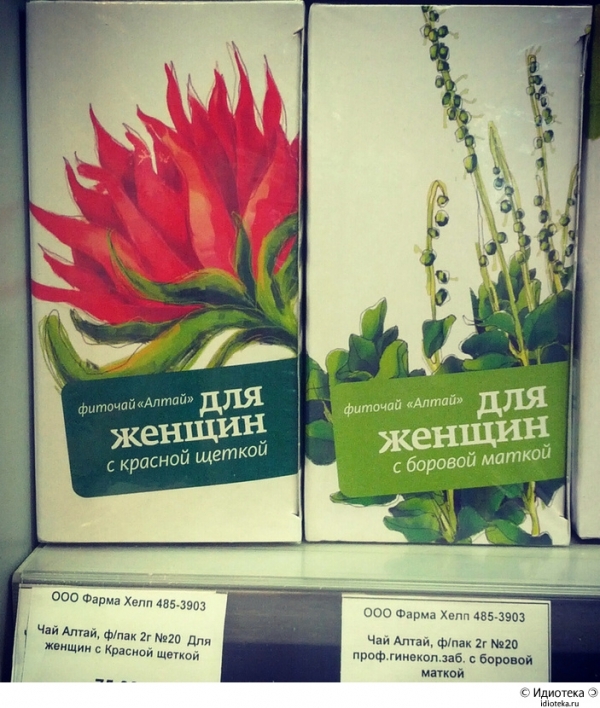 фиточай «Алтай» для
женщин
с красной щеткой
фиточай «Алтай» для
женщин
с боровой маткой
ООО Фарма Хелп 485-3903
Чай Алтай, ф/пак 2г №20 Для
женщин с Красной щеткой
ООО Фарма Хелп 485-3903
Чай Алтай, ф/пак 2г №20
проф.гинекол.заб. с боровой
маткой
© Идиотека
idioteka.ru